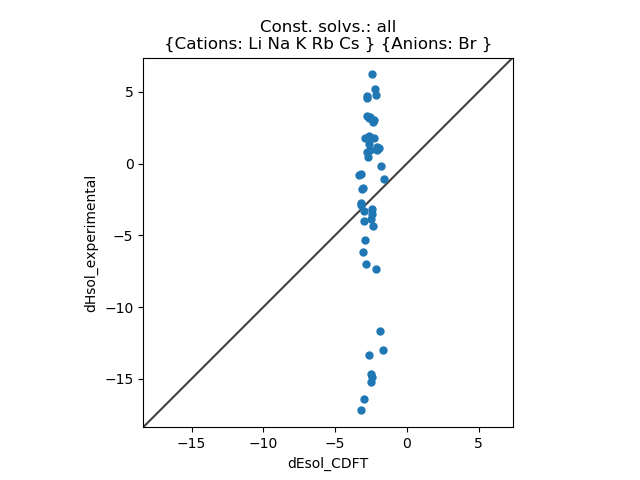 Const. solvs.: all
{Cations: Li Na K Rb Cs } {Anions: Br }
5
0
−5
−10
−15
dHsol_experimental
−15
−10
−5
0
5
dEsol_CDFT